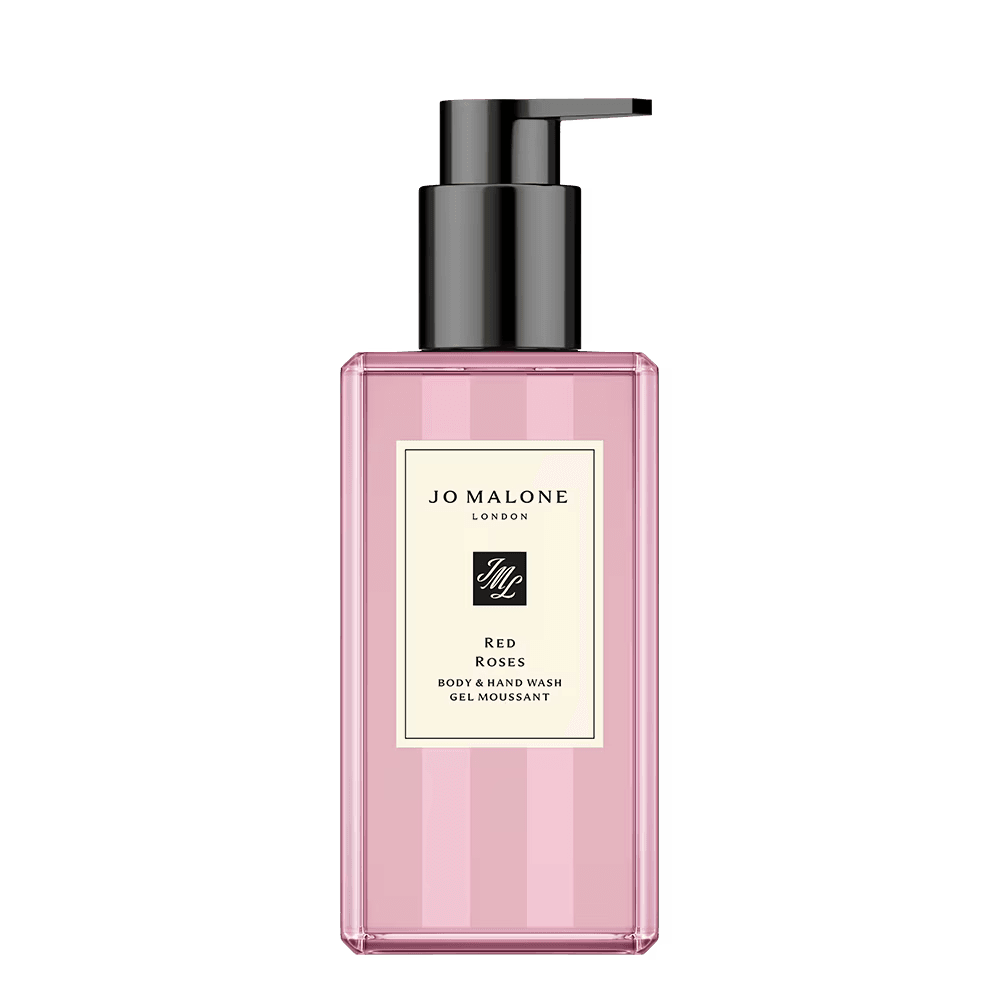 JO MALONE
LONDON
JML
RED
ROSES
BODY & HAND WASH
GEL MOUSSANT